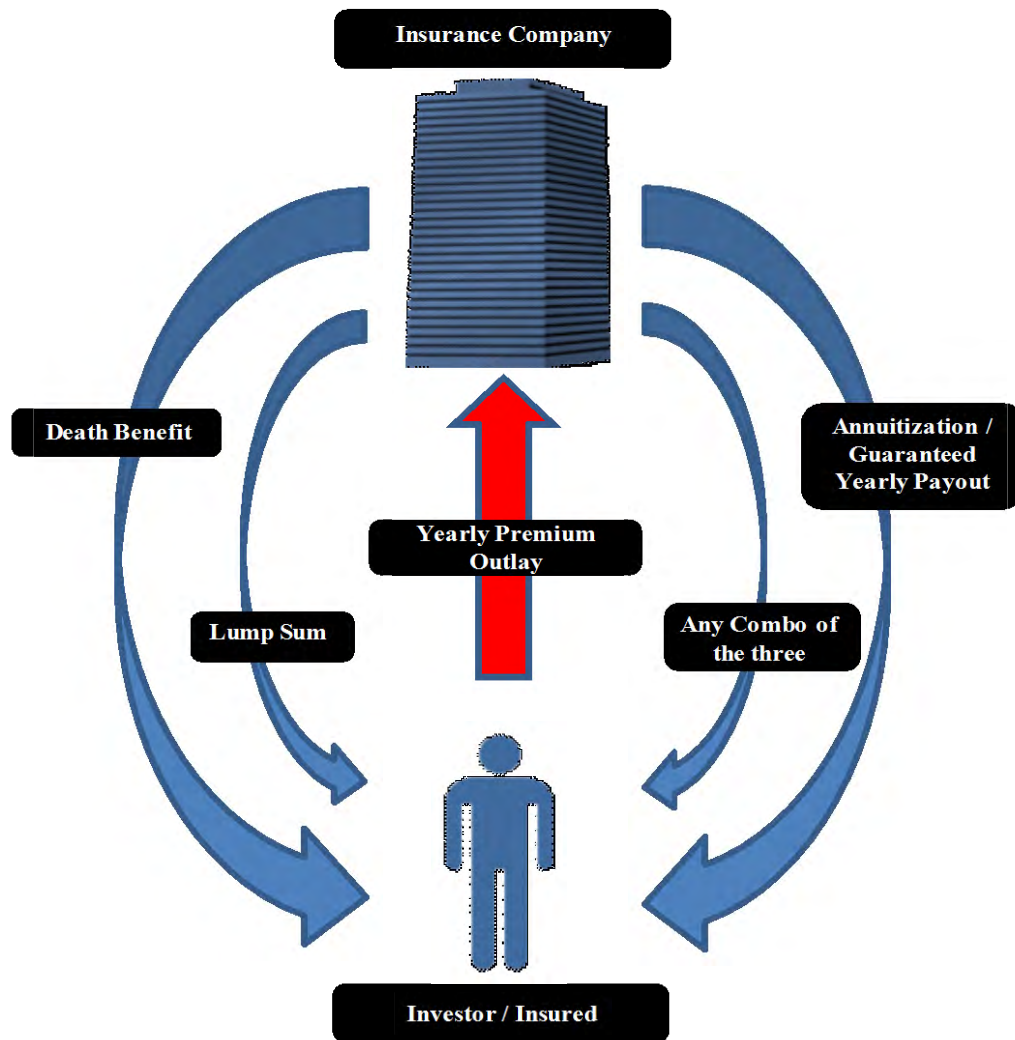 Insurance Company
Death Benefit
Annuitization /
Guaranteed
Yearly Payout
Yearly Premium
Outlay
Lump Sum
Any Combo of
the three
Investor / Insured